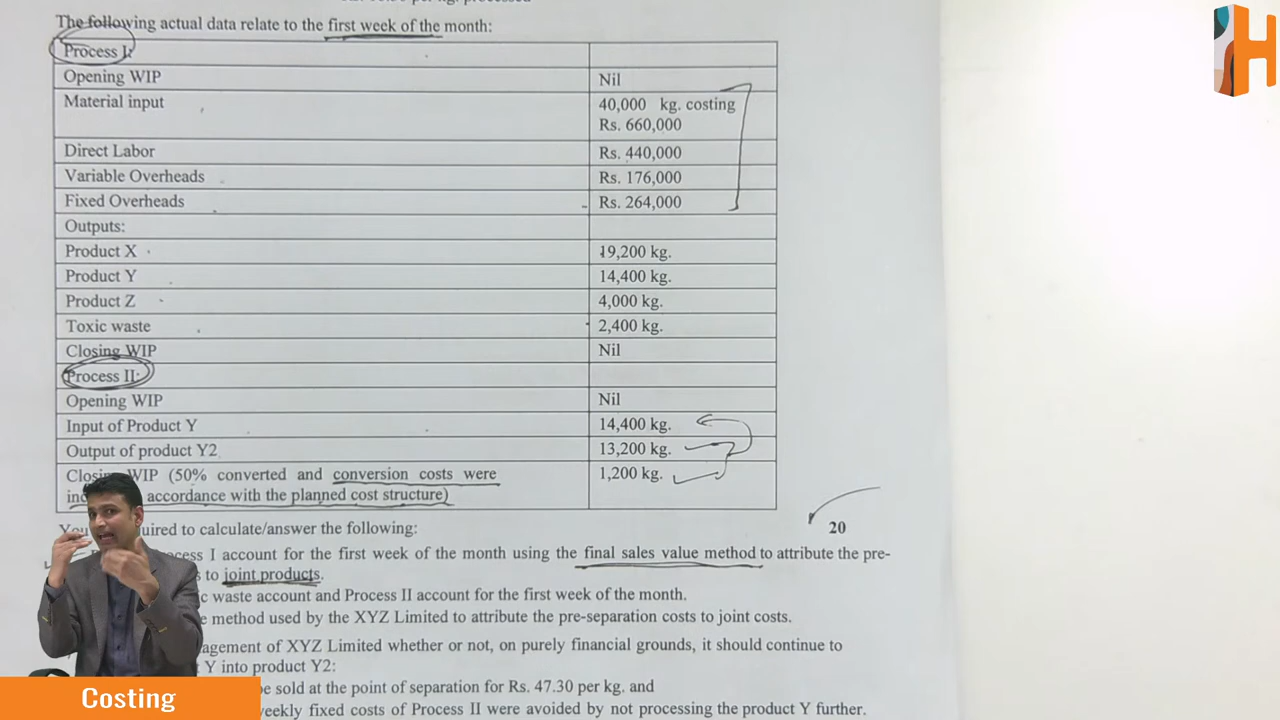 The following actual data relate to the first week of the month:
Process I:
Opening WIP Nil
Material input 40,000 kg. costing
Rs. 660,000
Direct Labor Rs. 440,000
Variable Overheads Rs. 176,000
Fixed Overheads Rs. 264,000
Outputs:
Product X 19,200 kg.
Product Y 14,400 kg.
Product Z 4,000 kg.
Toxic waste 2,400 kg.
Closing WIP Nil
Process II:
Opening WIP Nil
Input of Product Y 14,400 kg.
Output of product Y2 13,200 kg.
Closing WIP (50% converted and conversion costs were 1,200 kg.
accordance with the planned cost structure)
You required to calculate/answer the following:
20
I account for the first week of the month using the final sales value method to attribute the pre-
to joint products.
waste account and Process II account for the first week of the month.
method used by the XYZ Limited to attribute the pre-separation costs to joint costs.
of XYZ Limited whether or not, on purely financial grounds, it should continue to
Y into product Y2:
be sold at the point of separation for Rs. 47.30 per kg. and
weekly fixed costs of Process II were avoided by not processing the product Y further.
Costing
H